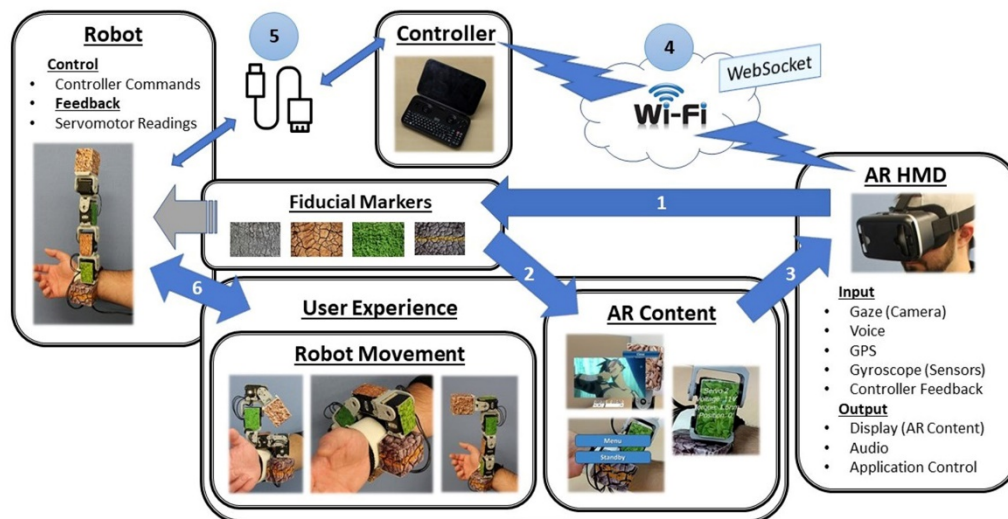 Robot
Control
Controller Commands
Feedback
Servomotor Readings
5
Controller
4
WebSocket
Wi-Fi
Fiducial Markers
1
AR HMD
2
3
6
User Experience
Robot Movement
AR Content
Menu
Standby
Input
Gaze (Camera)
Voice
GPS
Gyroscope (Sensors)
Controller Feedback
Output
Display (AR Content)
Audio
Application Control